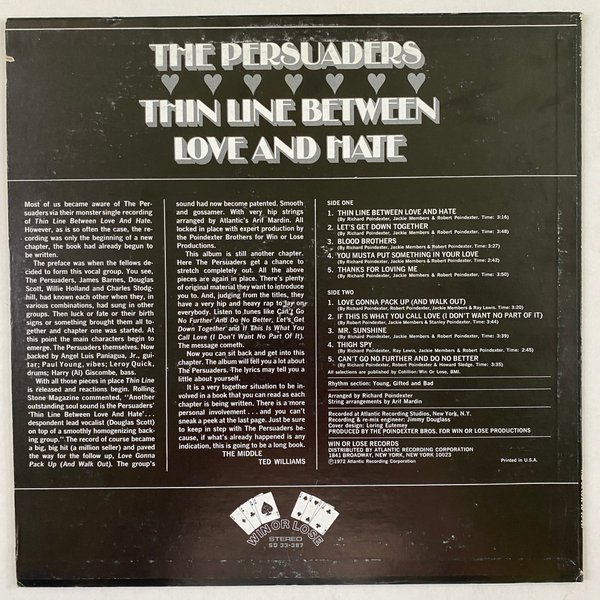 THE PERSUADERS
THIN LINE BETWEEN
LOVE AND HATE
Most of us became aware of The Per-
suaders via their monster single recording
of Thin Line Between Love And Hate.
However, as is so often the case, the re-
cording was only the beginning of a new
chapter, the book had already begun to
be written.
The preface was when the fellows de-
cided to form this vocal group. You see,
The Persuaders, James Barnes, Douglas
Scott, Willie Holland and Charles Stodg-
hill, had known each other when they, in
various combinations, had sung in other
groups. Then luck or fate or their birth
signs or something brought them all to-
gether and chapter one was started. At
this point the main characters begin to
emerge. The Persuaders themselves. Now
backed by Angel Luis Paniagua, Jr., gui-
tar; Paul Young, vibes; Leroy Quick,
drums; Harry (Al) Giscombe, bass.
With all those pieces in place Thin Line
is released and reactions begin. Rolling
Stone Magazine commented, "Another
outstanding soul sound is the Persuaders'
'Thin Line Between Love And Hate'...
despondent lead vocalist (Douglas Scott)
on top of a smoothly homogenizing back-
ing group." The record of course became
a big, big hit (a million seller) and paved
the way for the follow up, Love Gonna
Pack Up (And Walk Out). The group's
sound had now become patented. Smooth
and gossamer. With very hip strings
arranged by Atlantic's Arif Mardin. All
locked in place with expert production by
the Poindexter Brothers for Win or Lose
Productions.
This album is still another chapter.
Here The Persuaders get a chance to
stretch completely out. All the above
pieces are again in place. There's plenty
of original material they want to introduce
you to. And, judging from the titles, they
have a very hip and heavy rap to lay on
everybody. Listen to tunes like Can't Go
No Further And Do No Better, Let's Get
Down Together and If This Is What You
Call Love (I Don't Want No Part Of It).
The message cometh.
Now you can sit back and get into this
chapter. The album will tell you a lot about
The Persuaders. The lyrics may tell you a
little about yourself.
It is a very together situation to be in-
volved in a book that you can read as each
chapter is being written. There is a more
personal involvement ... and you can't
sneak a peek at the last page. Just be sure
to keep in step with The Persuaders be-
cause, if what's already happened is any
indication, this is going to be a long book.
THE MIDDLE
TED WILLIAMS
SIDE ONE
1. THIN LINE BETWEEN LOVE AND HATE
(By Richard Poindexter, Jackie Members & Robert Poindexter. Time: 3:16)
2. LET'S GET DOWN TOGETHER
(By Richard Poindexter, Jackie Members & Robert Poindexter. Time: 3:48)
3. BLOOD BROTHERS
(By Richard Poindexter, Jackie Members & Robert Poindexter. Time: 3:27)
4. YOU MUSTA PUT SOMETHING IN YOUR LOVE
(By Richard Poindexter, Jackie Members & Robert Poindexter. Time: 2:42)
5. THANKS FOR LOVING ME
(By Richard Poindexter, Jackie Members & Robert Poindexter. Time: 3:50)
SIDE TWO
1. LOVE GONNA PACK UP (AND WALK OUT)
(By Robert Poindexter, Jackie Members & Ray Lewis. Time: 3:20)
2. IF THIS IS WHAT YOU CALL LOVE (I DON'T WANT NO PART OF IT)
(By Robert Poindexter, Jackie Members & Stanley Poindexter. Time: 3:44)
3. MR. SUNSHINE
(By Richard Poindexter, Jackie Members & Robert Poindexter. Time: 3:39)
4. THIGH SPY
(By Richard Poindexter, Ray Lewis, Jackie Members & Robert Poindexter. Time: 2:45)
5. CAN'T GO NO FURTHER AND DO NO BETTER
(By Richard Poindexter, Robert Poindexter & Howard Sledge. Time: 3:35)
All selections published by Cotillion; Win or Lose, BMI.
Rhythm section: Young, Gifted and Bad
Arranged by Richard Poindexter
String arrangements by Arif Mardin
Recorded at Atlantic Recording Studios, New York, N.Y.
Recording & re-mix engineer: Jimmy Douglass
Cover design: Loring Eutemey
PRODUCED BY THE POINDEXTER BROS. FOR WIN OR LOSE PRODUCTIONS
WIN OR LOSE RECORDS
DISTRIBUTED BY ATLANTIC RECORDING CORPORATION
1841 BROADWAY, NEW YORK, NEW YORK 10023
℗1972 Atlantic Recording Corporation
Printed in U.S.A.
WIN OR LOSE
STEREO
SD 33-387